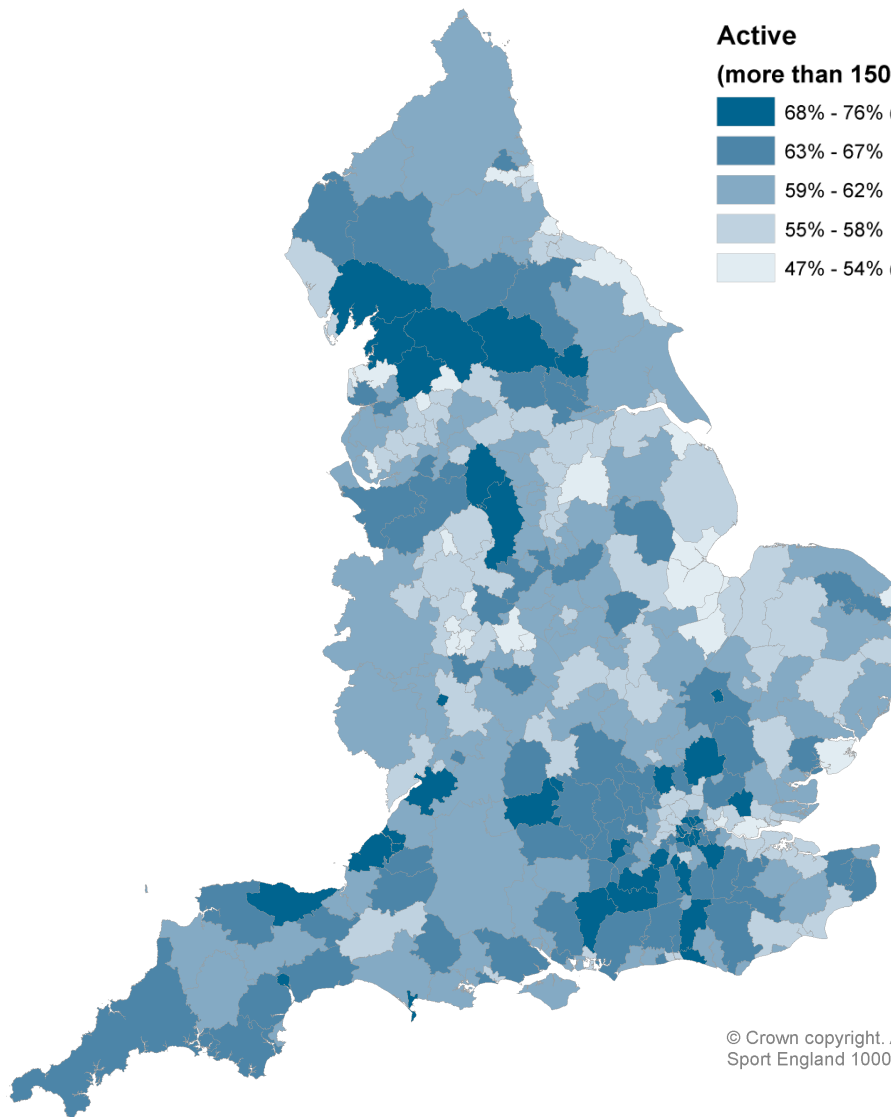 Active
(more than 150
68% - 76% (
63% - 67%
59% - 62%
55% - 58%
47% - 54% (
© Crown copyright.
Sport England 1000